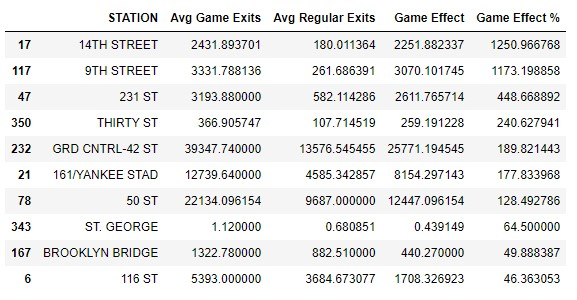 STATION Avg Game Exits Avg Regular Exits Game Effect Game Effect %
17 14TH STREET 2431.893701 180.011364 2251.882337 1250.966768
117 9TH STREET 3331.788136 261.686391 3070.101745 1173.198858
47 231 ST 3193.880000 582.114286 2611.765714 448.668892
350 THIRTY ST 366.905747 107.714519 259.191228 240.627941
232 GRD CNTRL-42 ST 39347.740000 13576.545455 25771.194545 189.821443
21 161/YANKEE STAD 12739.640000 4585.342857 8154.297143 177.833968
78 50 ST 22134.096154 9687.000000 12447.096154 128.492786
343 ST. GEORGE 1.120000 0.680851 0.439149 64.500000
167 BROOKLYN BRIDGE 1322.780000 882.510000 440.270000 49.888387
6 116 ST 5393.000000 3684.673077 1708.326923 46.363053